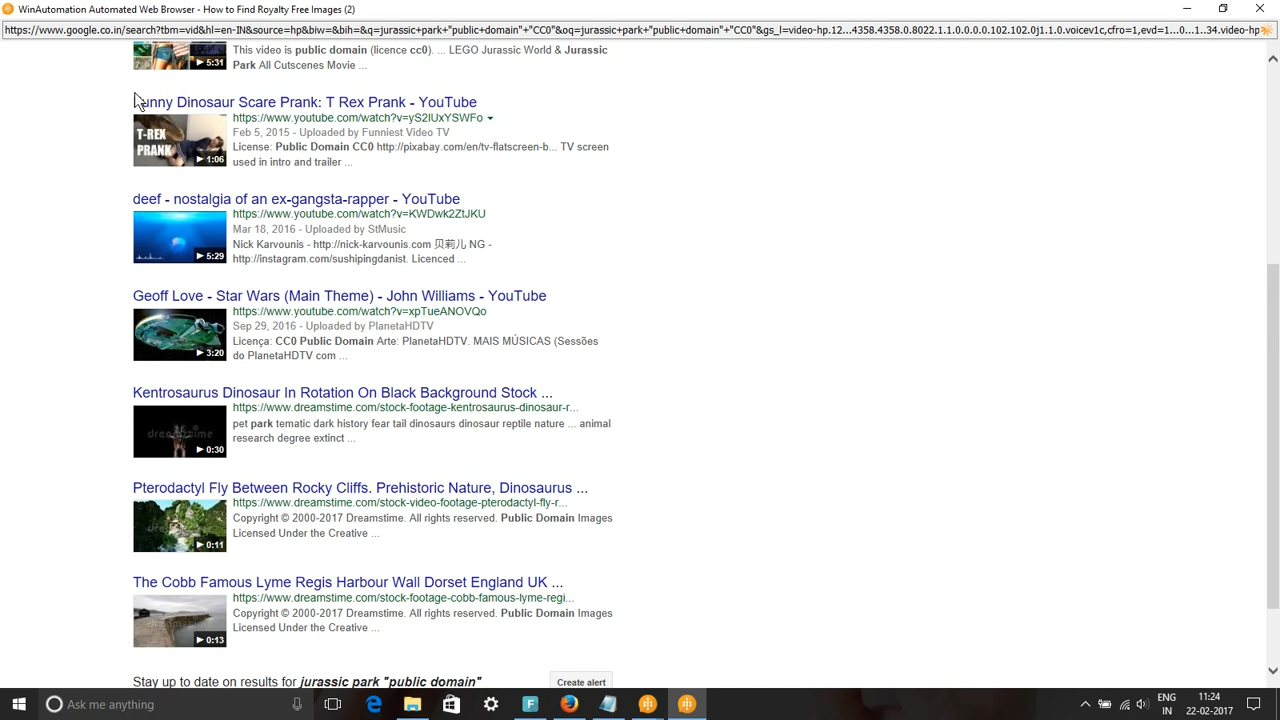 WinAutomation Automated Web Browser - How to Find Royalty Free Images (2)
https://www.google.co.in/search?tbm=vid&hl=en-IN&source=hp&biw=&bih=&q=jurassic+park+"public+domain"+"CC0"&oq=jurassic+park+"public+domain"+"CC0"&gs_l=video-hp.12...4358.4358.0.8022.1.1.0.0.0.0.102.102.0j1.1.0.voicev1c,cfro=1,evd=1...0...1..34.video-hp
This video is public domain (licence cc0). ... LEGO Jurassic World & Jurassic
5:31
Park All Cutscenes Movie ...
unny Dinosaur Scare Prank: T Rex Prank - YouTube
https://www.youtube.com/watch?v=yS2lUxYSWFo
Feb 5, 2015 - Uploaded by Funniest Video TV
T-REX
PRANK
1:06
License: Public Domain CC0 http://pixabay.com/en/tv-flatscreen-b... TV screen
used in intro and trailer ...
deef - nostalgia of an ex-gangsta-rapper - YouTube
https://www.youtube.com/watch?v=KWDwk2ZtJKU
Mar 18, 2016 - Uploaded by StMusic
Nick Karvounis - http://nick-karvounis.com 贝莉儿 NG -
5:29
http://instagram.com/sushipingdanist. Licenced ...
Geoff Love - Star Wars (Main Theme) - John Williams - YouTube
https://www.youtube.com/watch?v=xpTueANOVQo
Sep 29, 2016 - Uploaded by PlanetaHDTV
Licença: CC0 Public Domain Arte: PlanetaHDTV. MAIS MÚSICAS (Sessões
3:20
do PlanetaHDTV com ...
Kentrosaurus Dinosaur In Rotation On Black Background Stock ...
https://www.dreamstime.com/stock-footage-kentrosaurus-dinosaur-r...
pet park tematic dark history fear tail dinosaurs dinosaur reptile nature ... animal
research degree extinct ...
dreamstime
0:30
Pterodactyl Fly Between Rocky Cliffs. Prehistoric Nature, Dinosaurus ...
https://www.dreamstime.com/stock-video-footage-pterodactyl-fly-r...
Copyright © 2000-2017 Dreamstime. All rights reserved. Public Domain Images
Licensed Under the Creative ...
dreamstime
0:11
The Cobb Famous Lyme Regis Harbour Wall Dorset England UK ...
https://www.dreamstime.com/stock-footage-cobb-famous-lyme-regi...
Copyright © 2000-2017 Dreamstime. All rights reserved. Public Domain Images
Licensed Under the Creative ...
dreamstime
0:13
Stay up to date on results for jurassic park "public domain"
Create alert
Ask me anything
ENG
IN
11:24
22-02-2017